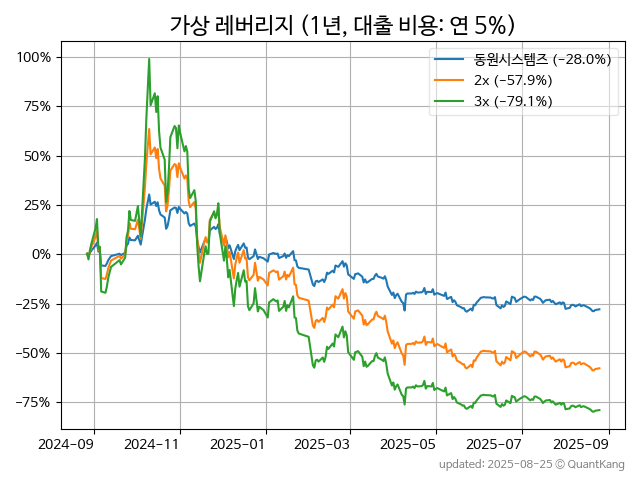 가상 레버리지 (1년, 대출 비용: 연 5%)
동원시스템즈 (-28.0%)
2x (-57.9%)
3x (-79.1%)
100%
75%
50%
25%
0%
-25%
-50%
-75%
2024-09 2024-11 2025-01 2025-03 2025-05 2025-07 2025-09
updated: 2025-08-25 © QuantKang